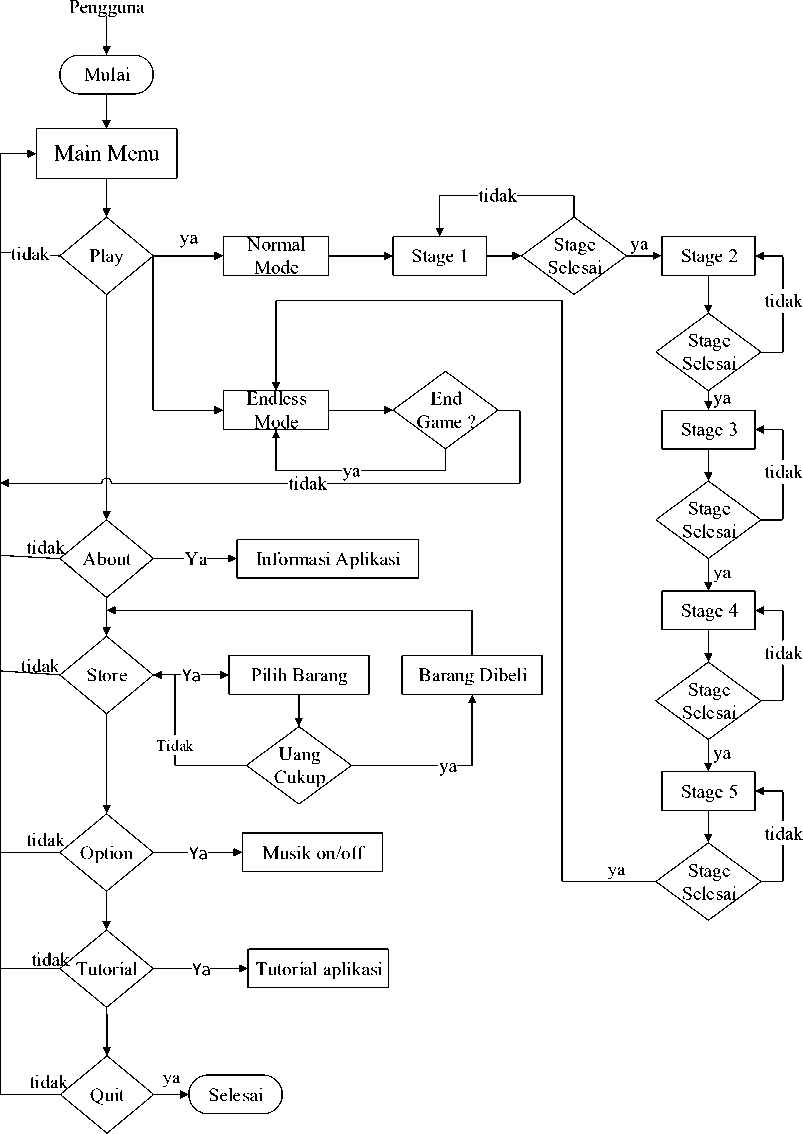 Pengguna
Mulai
Main Menu
tidak
Play
ya
Normal
Mode
Stage 1
tidak
Stage
Selesai
ya
Stage 2
tidak
Stage
Selesai
ya
Endless
Mode
End
Game ?
ya
tidak
Stage 3
tidak
Stage
Selesai
ya
tidak
About
Ya
Informasi Aplikasi
Stage 4
tidak
Stage
Selesai
ya
tidak
Store
Ya
Pilih Barang
Barang Dibeli
Tidak
Uang
Cukup
ya
Stage 5
tidak
Stage
Selesai
ya
tidak
Option
Ya
Musik on/off
tidak
Tutorial
Ya
Tutorial aplikasi
tidak
Quit
ya
Selesai